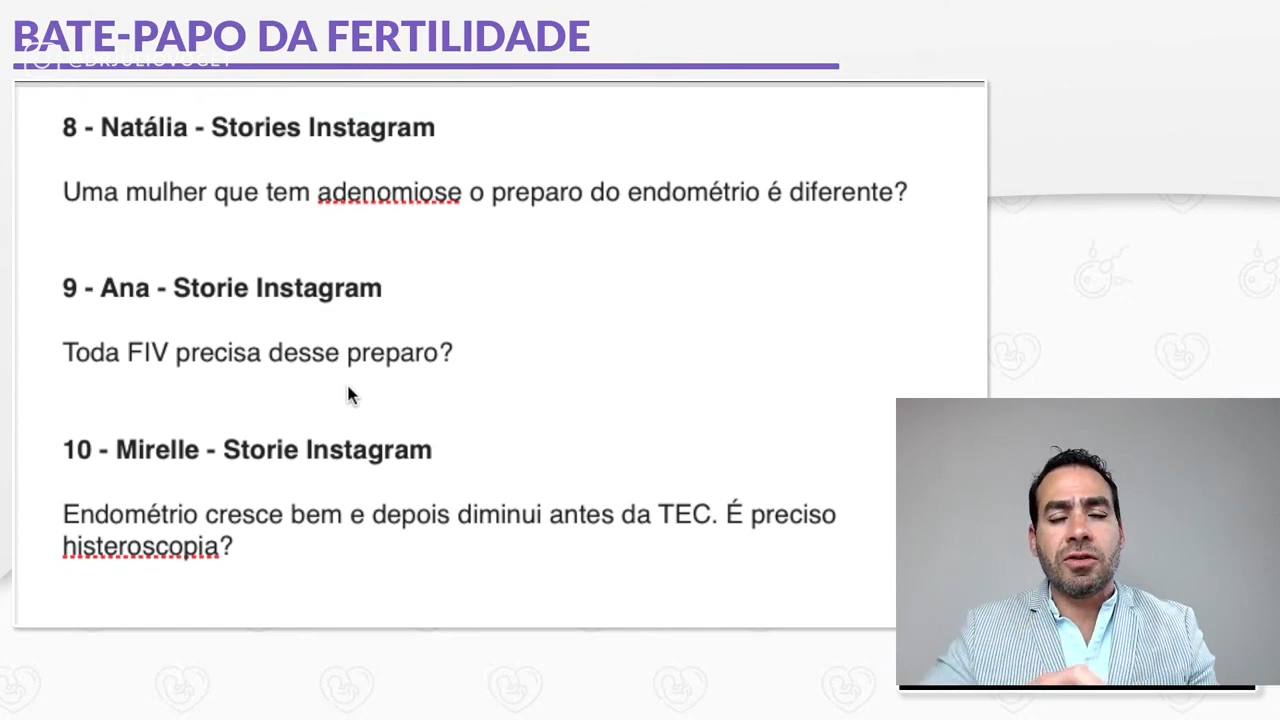 BATE-PAPO DA FERTILIDADE
@DRJULIOVOGET
8 - Natália - Stories Instagram
Uma mulher que tem adenomiose o preparo do endométrio é diferente?
9 - Ana - Storie Instagram
Toda FIV precisa desse preparo?
10 - Mirelle - Storie Instagram
Endométrio cresce bem e depois diminui antes da TEC. É preciso
histeroscopia?